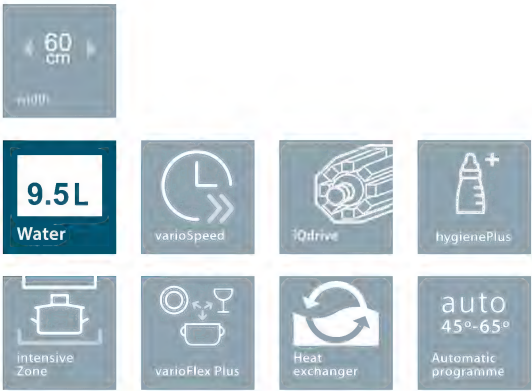 60
cm
width
9.5L
Water
varioSpeed
iQdrive
hygienePlus
intensive
Zone
varioFlex Plus
Heat
exchanger
auto
45°-65°
Automatic
programme